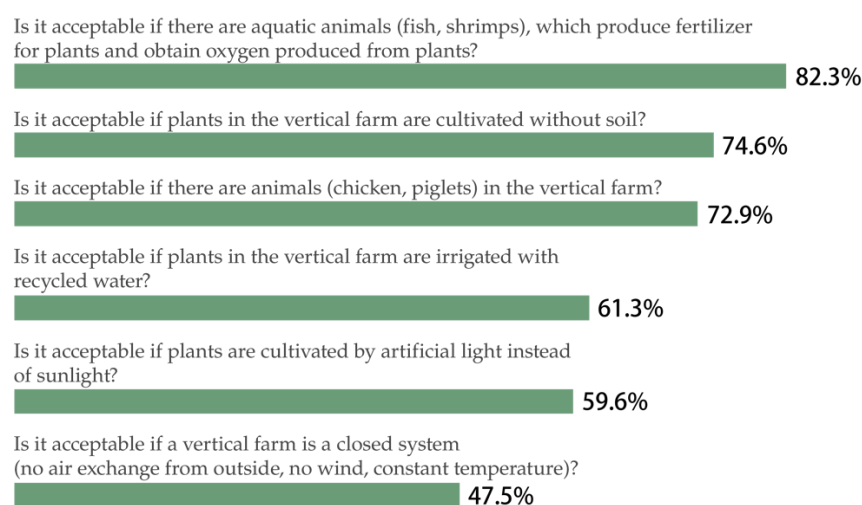 Is it acceptable if there are aquatic animals (fish, shrimps), which produce fertilizer
for plants and obtain oxygen produced from plants?
82.3%
Is it acceptable if plants in the vertical farm are cultivated without soil?
74.6%
Is it acceptable if there are animals (chicken, piglets) in the vertical farm?
72.9%
Is it acceptable if plants in the vertical farm are irrigated with
recycled water?
61.3%
Is it acceptable if plants are cultivated by artificial light instead
of sunlight?
59.6%
Is it acceptable if a vertical farm is a closed system
(no air exchange from outside, no wind, constant temperature)?
47.5%